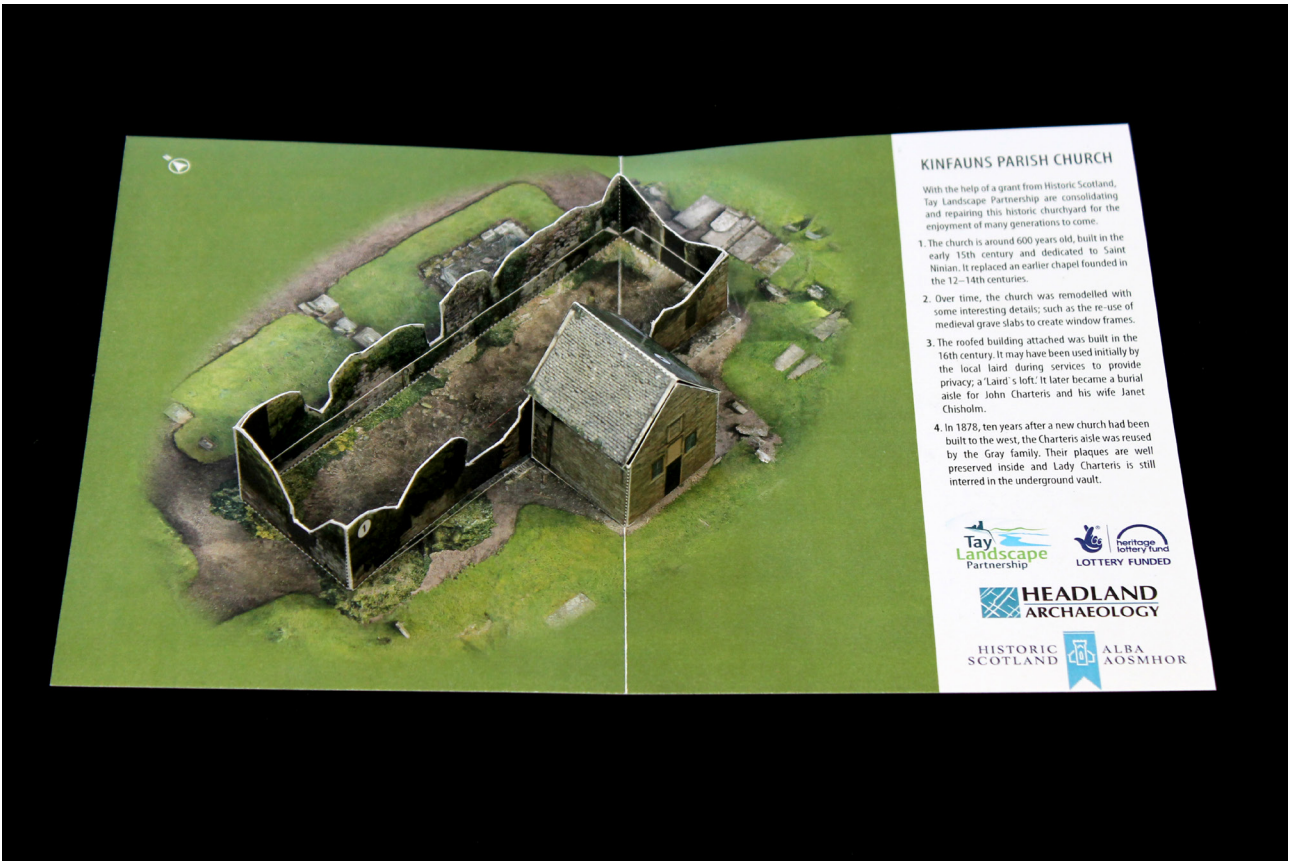 KINFAUNS PARISH CHURCH
With the help of a grant from Historic Scotland,
Tay Landscape Partnership are consolidating
and repairing this historic churchyard for the
enjoyment of many generations to come.
1. The church is around 600 years old, built in the
early 15th century and dedicated to Saint
Ninian. It replaced an earlier chapel founded in
the 12–14th centuries.
2. Over time, the church was remodelled with
some interesting details; such as the re-use of
medieval grave slabs to create window frames.
3. The roofed building attached was built in the
16th century. It may have been used initially by
the local laird during services to provide
privacy; a ‘Laird`s loft.’ It later became a burial
aisle for John Charteris and his wife Janet
Chisholm.
4. In 1878, ten years after a new church had been
built to the west, the Charteris aisle was reused
by the Gray family. Their plaques are well
preserved inside and Lady Charteris is still
interred in the underground vault.
1
Tay
Landscape
Partnership
heritage
lottery fund
LOTTERY FUNDED
HEADLAND
ARCHAEOLOGY
HISTORIC
SCOTLAND
ALBA
AOSMHOR